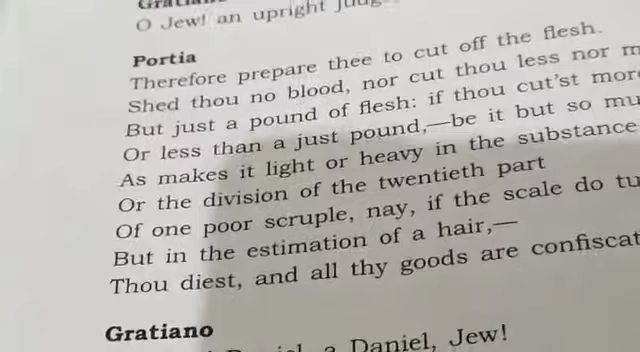 O Jew! an upright
Portia
Therefore prepare thee to cut off the flesh.
Shed thou no blood, nor cut thou less nor
But just a pound of flesh: if thou cut'st mor
Or less than a just pound,—be it but so mu
As makes it light or heavy in the substance
Or the division of the twentieth part
Of one poor scruple, nay, if the scale do tu
But in the estimation of a hair,—
Thou diest, and all thy goods are confiscat
Gratiano
a Daniel, Jew!